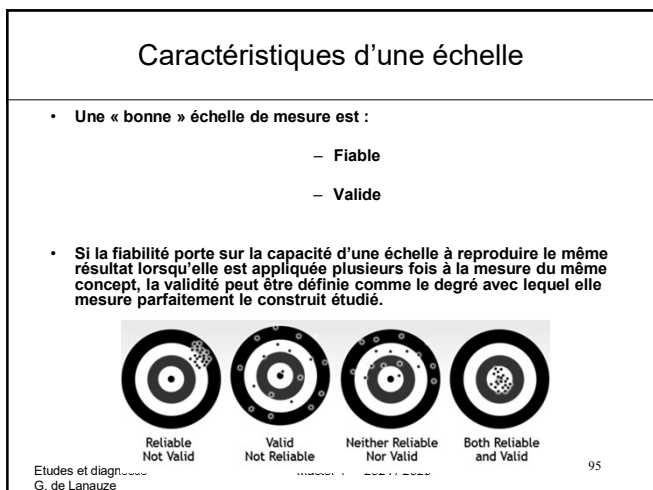 Caractéristiques d'une échelle
• Une « bonne » échelle de mesure est :
– Fiable
– Valide
• Si la fiabilité porte sur la capacité d'une échelle à reproduire le même
résultat lorsqu'elle est appliquée plusieurs fois à la mesure du même
concept, la validité peut être définie comme le degré avec lequel elle
mesure parfaitement le construit étudié.
Reliable
Not Valid
Valid
Not Reliable
Neither Reliable
Nor Valid
Both Reliable
and Valid
Etudes et
95
G. de Lanauze